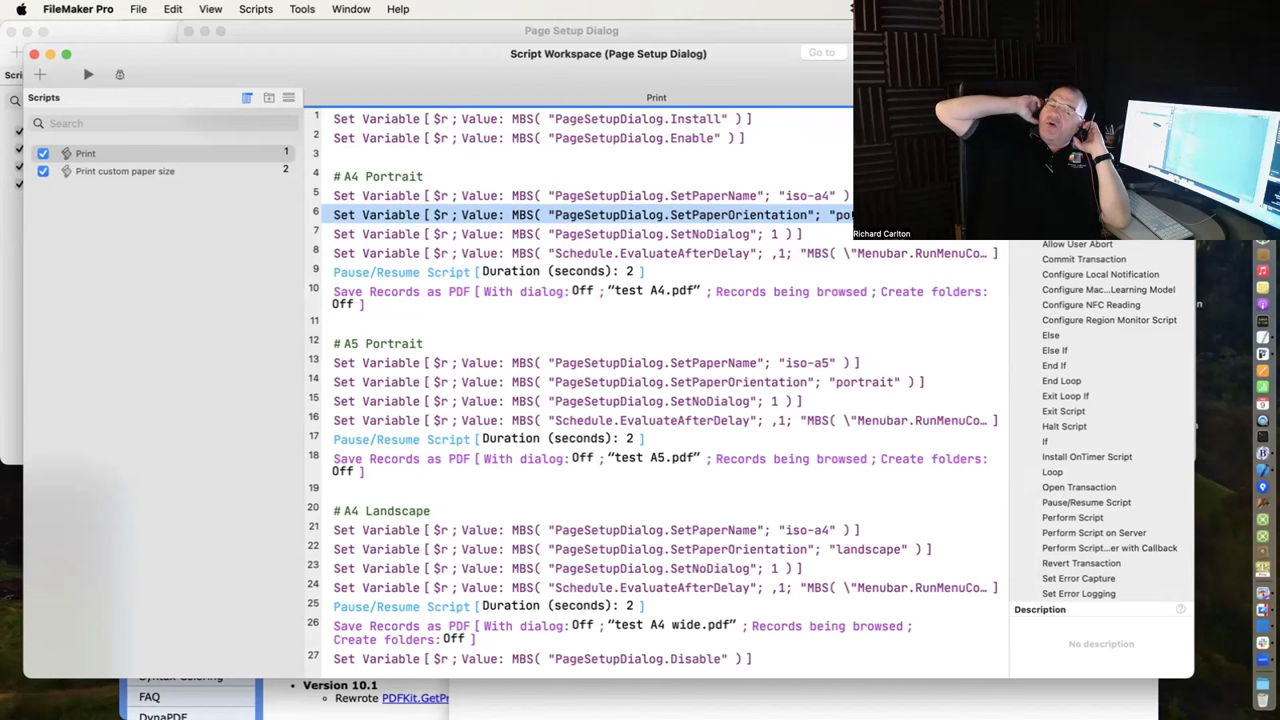 FileMaker Pro File Edit View Scripts Tools Window Help
Page Setup Dialog
Script Workspace (Page Setup Dialog)
Go to
Scripts
Search
Print 1
Print custom paper size 2
Print
1 Set Variable [ $r ; Value: MBS( "PageSetupDialog.Install" ) ]
2 Set Variable [ $r ; Value: MBS( "PageSetupDialog.Enable" ) ]
3
4 # A4 Portrait
5 Set Variable [ $r ; Value: MBS( "PageSetupDialog.SetPaperName"; "iso-a4" )
6 Set Variable [ $r ; Value: MBS( "PageSetupDialog.SetPaperOrientation"; "po
7 Set Variable [ $r ; Value: MBS( "PageSetupDialog.SetNoDialog"; 1 ) ]
8 Set Variable [ $r ; Value: MBS( "Schedule.EvaluateAfterDelay"; ,1; "MBS( \"Menubar.RunMenuCo… ]
9 Pause/Resume Script [ Duration (seconds): 2 ]
10 Save Records as PDF [ With dialog: Off ; “test A4.pdf” ; Records being browsed ; Create folders:
Off ]
11
12 # A5 Portrait
13 Set Variable [ $r ; Value: MBS( "PageSetupDialog.SetPaperName"; "iso-a5" ) ]
14 Set Variable [ $r ; Value: MBS( "PageSetupDialog.SetPaperOrientation"; "portrait" ) ]
15 Set Variable [ $r ; Value: MBS( "PageSetupDialog.SetNoDialog"; 1 ) ]
16 Set Variable [ $r ; Value: MBS( "Schedule.EvaluateAfterDelay"; ,1; "MBS( \"Menubar.RunMenuCo… ]
17 Pause/Resume Script [ Duration (seconds): 2 ]
18 Save Records as PDF [ With dialog: Off ; “test A5.pdf” ; Records being browsed ; Create folders:
Off ]
19
20 # A4 Landscape
21 Set Variable [ $r ; Value: MBS( "PageSetupDialog.SetPaperName"; "iso-a4" ) ]
22 Set Variable [ $r ; Value: MBS( "PageSetupDialog.SetPaperOrientation"; "landscape" ) ]
23 Set Variable [ $r ; Value: MBS( "PageSetupDialog.SetNoDialog"; 1 ) ]
24 Set Variable [ $r ; Value: MBS( "Schedule.EvaluateAfterDelay"; ,1; "MBS( \"Menubar.RunMenuCo… ]
25 Pause/Resume Script [ Duration (seconds): 2 ]
26 Save Records as PDF [ With dialog: Off ; “test A4 wide.pdf” ; Records being browsed ;
Create folders: Off ]
27 Set Variable [ $r ; Value: MBS( "PageSetupDialog.Disable" ) ]
Richard Carlton
Allow User Abort
Commit Transaction
Configure Local Notification
Configure Mac...Learning Model
Configure NFC Reading
Configure Region Monitor Script
Else
Else If
End If
End Loop
Exit Loop If
Exit Script
Halt Script
If
Install OnTimer Script
Loop
Open Transaction
Pause/Resume Script
Perform Script
Perform Script on Server
Perform Script...er with Callback
Revert Transaction
Set Error Capture
Set Error Logging
Description
No description
FAQ
DynaPDF
• Version 10.1
Rewrote PDFKit.GetPr